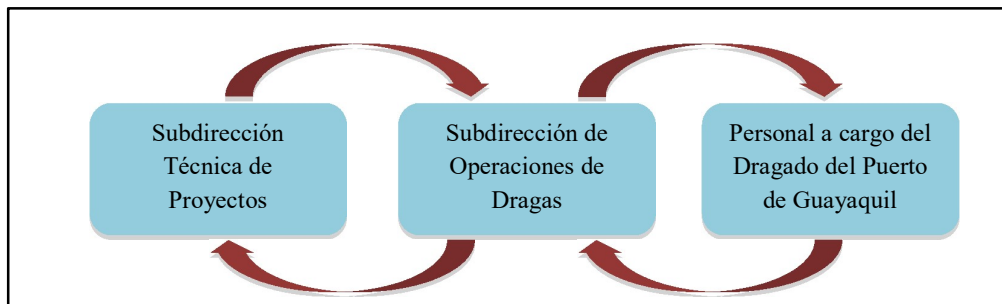 Subdirección
Técnica de
Proyectos
Subdirección de
Operaciones de
Dragas
Personal a cargo del
Dragado del Puerto
de Guayaquil